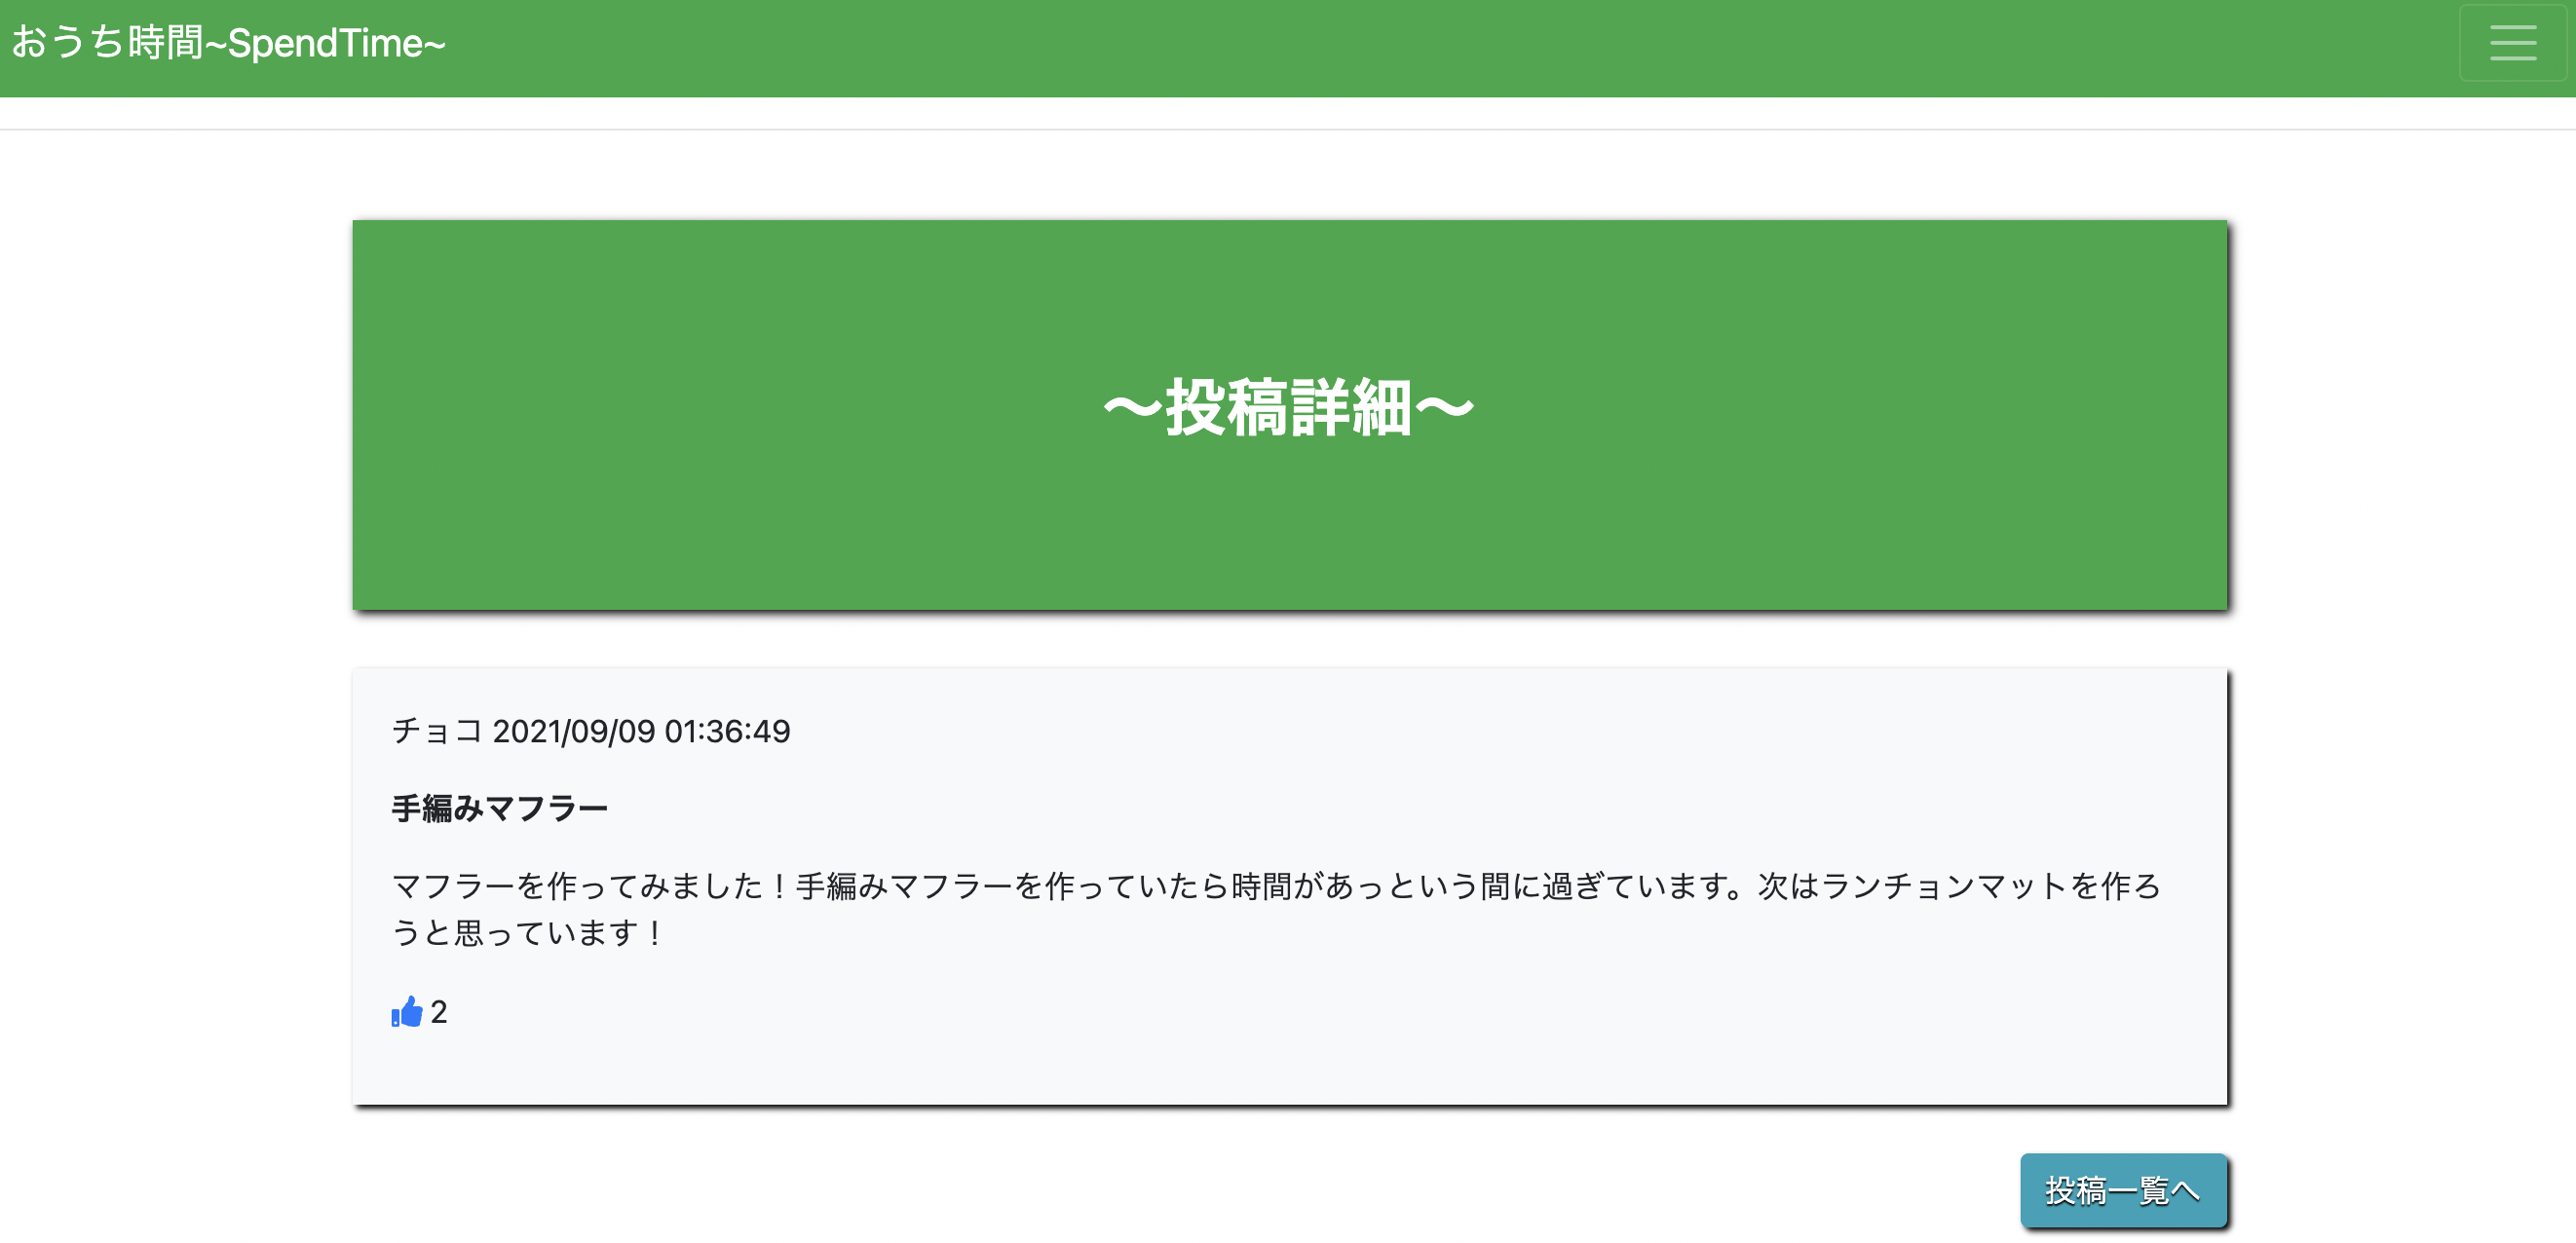 おうち時間~SpendTime~
〜投稿詳細〜
チョコ 2021/09/09 01:36:49
手編みマフラー
マフラーを作ってみました！手編みマフラーを作っていたら時間があっという間に過ぎています。次はランチョンマットを作ろ
うと思っています！
2
投稿一覧へ